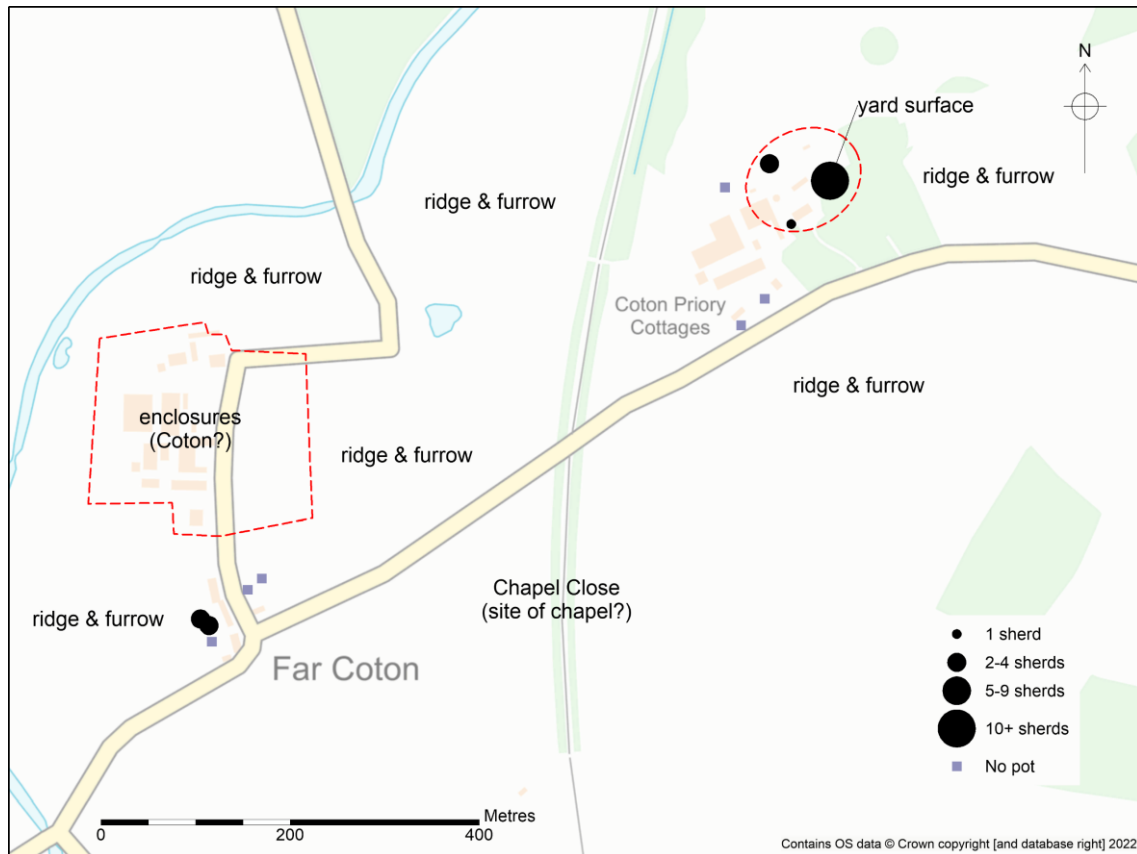 N
yard surface
ridge & furrow
ridge & furrow
ridge & furrow
Coton Priory
Cottages
ridge & furrow
enclosures
(Coton?)
ridge & furrow
Chapel Close
(site of chapel?)
ridge & furrow
Far Coton
1 sherd
2-4 sherds
5-9 sherds
10+ sherds
No pot
Metres
0 200 400
Contains OS data © Crown copyright [and database right] 2022